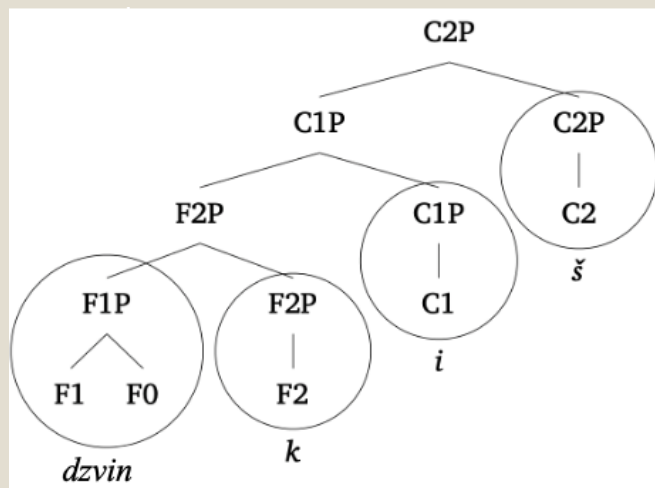 C2P
C1P C2P
F2P C1P C2
š
F1P F2P C1
i
F1 F0 F2
k
dzvin